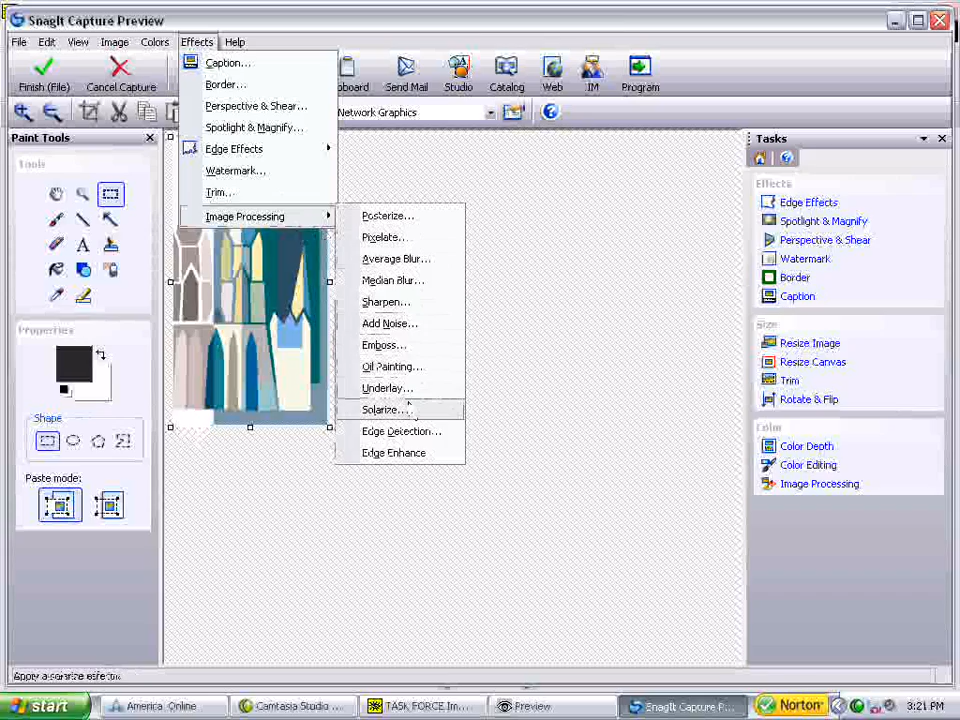 SnagIt Capture Preview
File Edit View Image Colors Effects Help
Finish (File) Cancel Capture Send Mail Studio Catalog Web IM Program
Network Graphics
Caption...
Border...
Perspective & Shear...
Spotlight & Magnify...
Edge Effects
Watermark...
Trim...
Image Processing
Posterize...
Pixelate...
Average Blur...
Median Blur...
Sharpen...
Add Noise...
Emboss...
Oil Painting...
Underlay...
Solarize...
Edge Detection...
Edge Enhance
Paint Tools
Tools
A
Properties
Shape
Paste mode:
Tasks
Effects
Edge Effects
Spotlight & Magnify
Perspective & Shear
Watermark
Border
Caption
Size
Resize Image
Resize Canvas
Trim
Rotate & Flip
Color
Color Depth
Color Editing
Image Processing
Apply a solarize effect
start America Online Camtasia Studio ... TASK FORCE Im... Preview SnagIt Capture P... Norton 3:21 PM